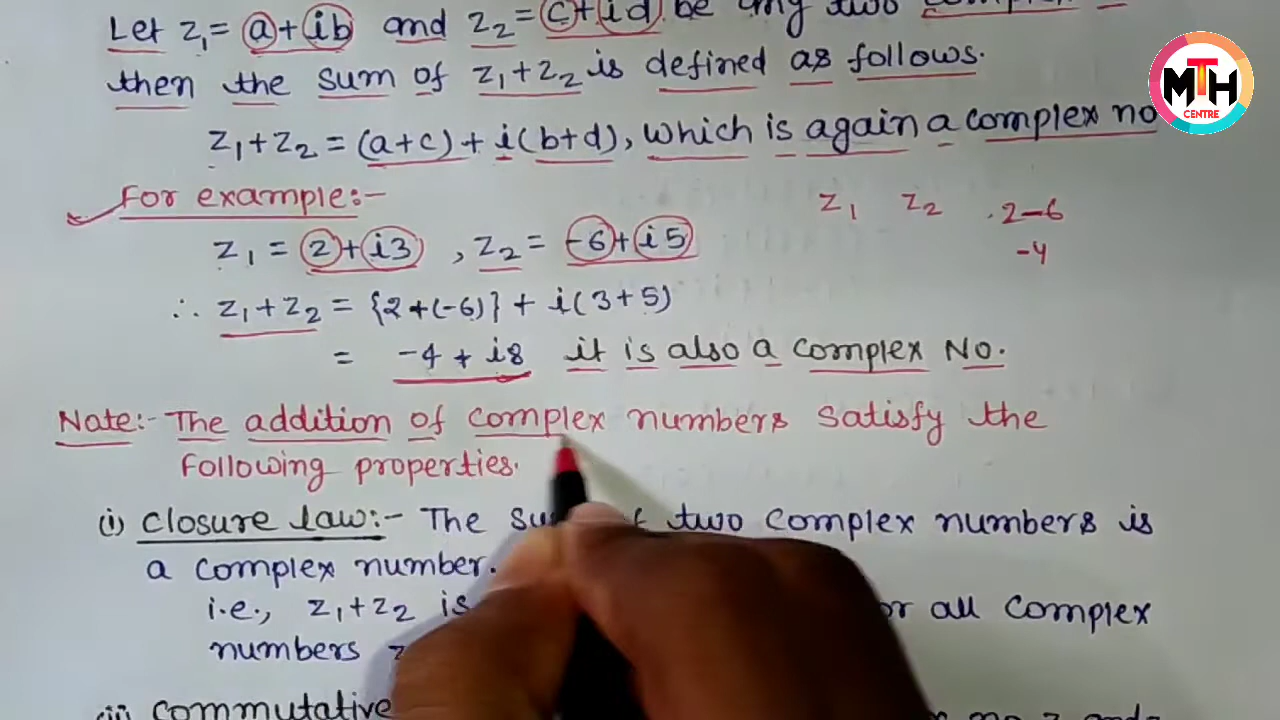 Let z₁ = a+ib and z₂ = c+id be any two
then the sum of z₁+z₂ is defined as follows.
z₁+z₂ = (a+c)+i(b+d), which is again a complex no
For example:-
z₁ z₂ 2-6
-4
z₁ = 2+i3, z₂ = -6+i5
∴ z₁+z₂ = {2+(-6)} + i(3+5)
= -4+i8 it is also a complex No.
Note:- The addition of complex numbers satisfy the
following properties.
(i) closure law:- The of two complex numbers is
a complex number.
i.e., z₁+z₂ is all complex
numbers
(ii) commutative
MTH
CENTRE